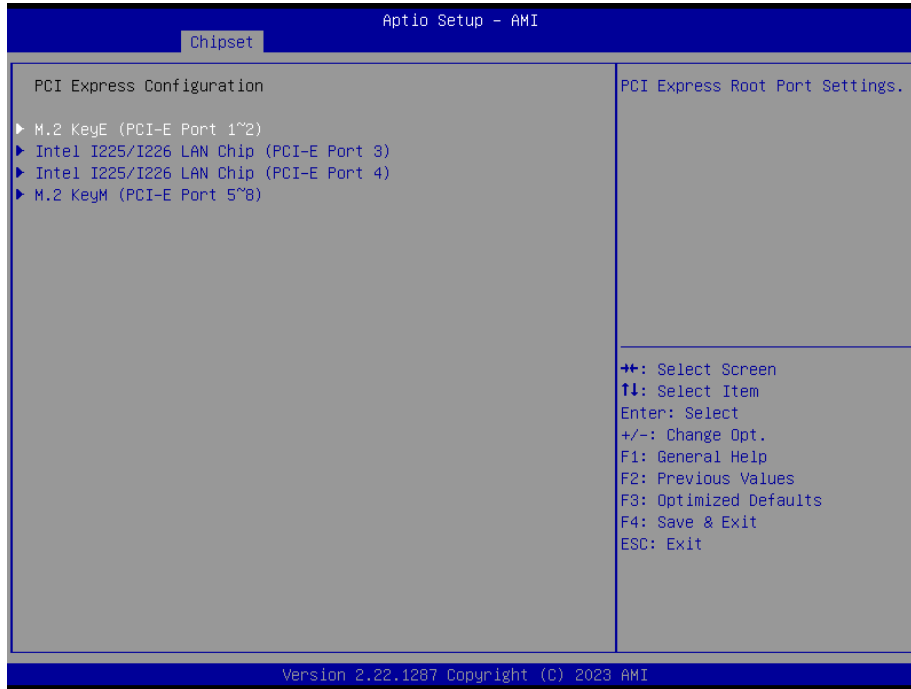 Aptio Setup – AMI
Chipset
PCI Express Configuration
▶ M.2 KeyE (PCI-E Port 1~2)
▶ Intel I225/I226 LAN Chip (PCI-E Port 3)
▶ Intel I225/I226 LAN Chip (PCI-E Port 4)
▶ M.2 KeyM (PCI-E Port 5~8)
PCI Express Root Port Settings.
→←: Select Screen
↑↓: Select Item
Enter: Select
+/-: Change Opt.
F1: General Help
F2: Previous Values
F3: Optimized Defaults
F4: Save & Exit
ESC: Exit
Version 2.22.1287 Copyright (C) 2023 AMI